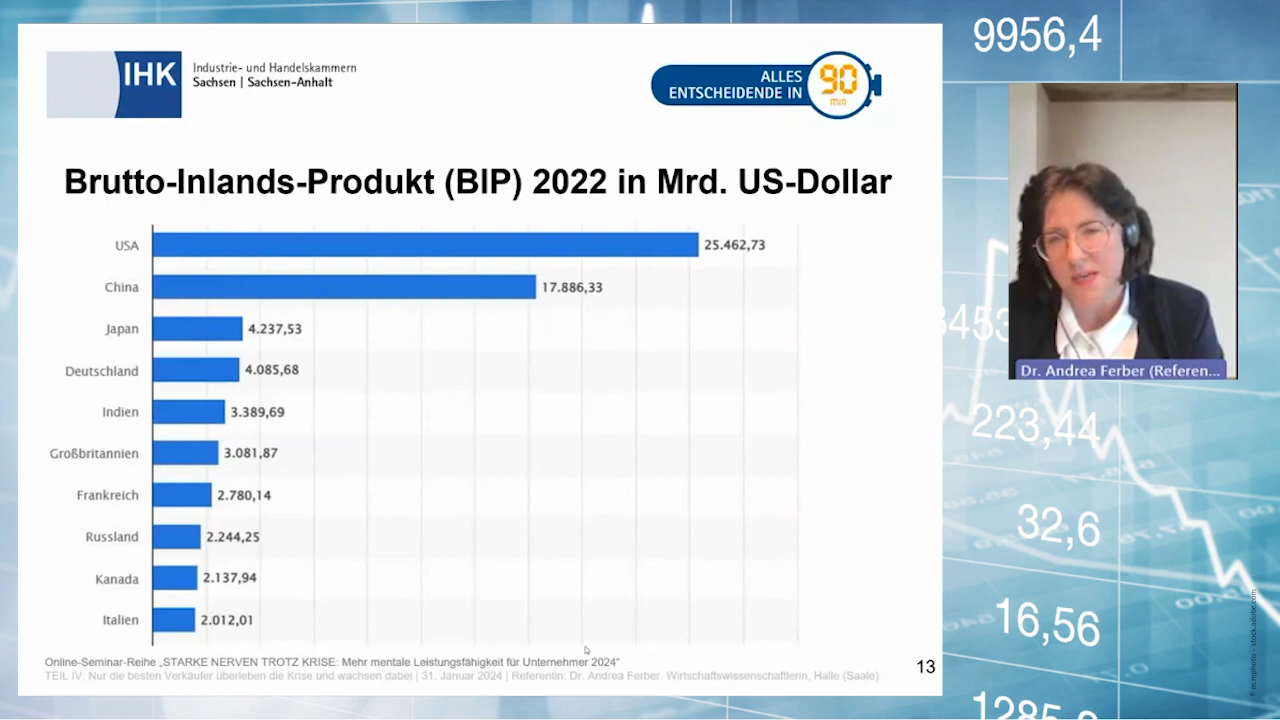 IHK
Industrie- und Handelskammern
Sachsen | Sachsen-Anhalt
ALLES
ENTSCHEIDENDE IN
90
min
Brutto-Inlands-Produkt (BIP) 2022 in Mrd. US-Dollar
USA 25.462,73
China 17.886,33
Japan 4.237,53
Deutschland 4.085,68
Indien 3.389,69
Großbritannien 3.081,87
Frankreich 2.780,14
Russland 2.244,25
Kanada 2.137,94
Italien 2.012,01
Online-Seminar-Reihe „STARKE NERVEN TROTZ KRISE: Mehr mentale Leistungsfähigkeit für Unternehmer 2024“
TEIL IV: Nur die besten Verkäufer überleben die Krise und wachsen dabei | 31. Januar 2024 | Referentin: Dr. Andrea Ferber, Wirtschaftswissenschaftlerin, Halle (Saale)
13
9956,4
Dr. Andrea Ferber (Referen...
223,44
32,6
16,56